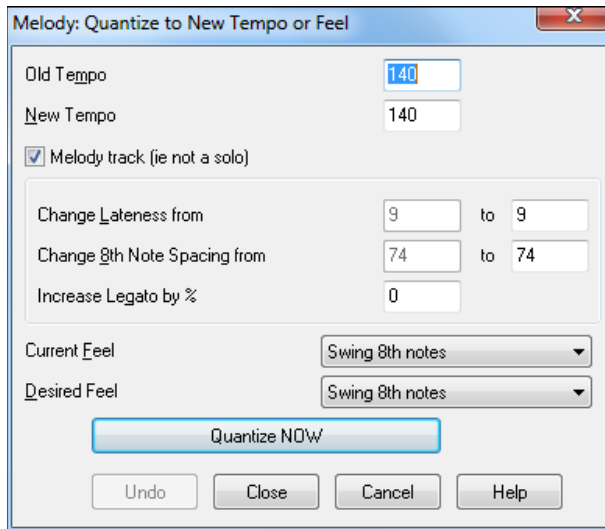 Melody: Quantize to New Tempo or Feel
Old Tempo 140
New Tempo 140
Melody track (ie not a solo)
Change Lateness from 9 to 9
Change 8th Note Spacing from 74 to 74
Increase Legato by % 0
Current Feel Swing 8th notes
Desired Feel Swing 8th notes
Quantize NOW
Undo Close Cancel Help